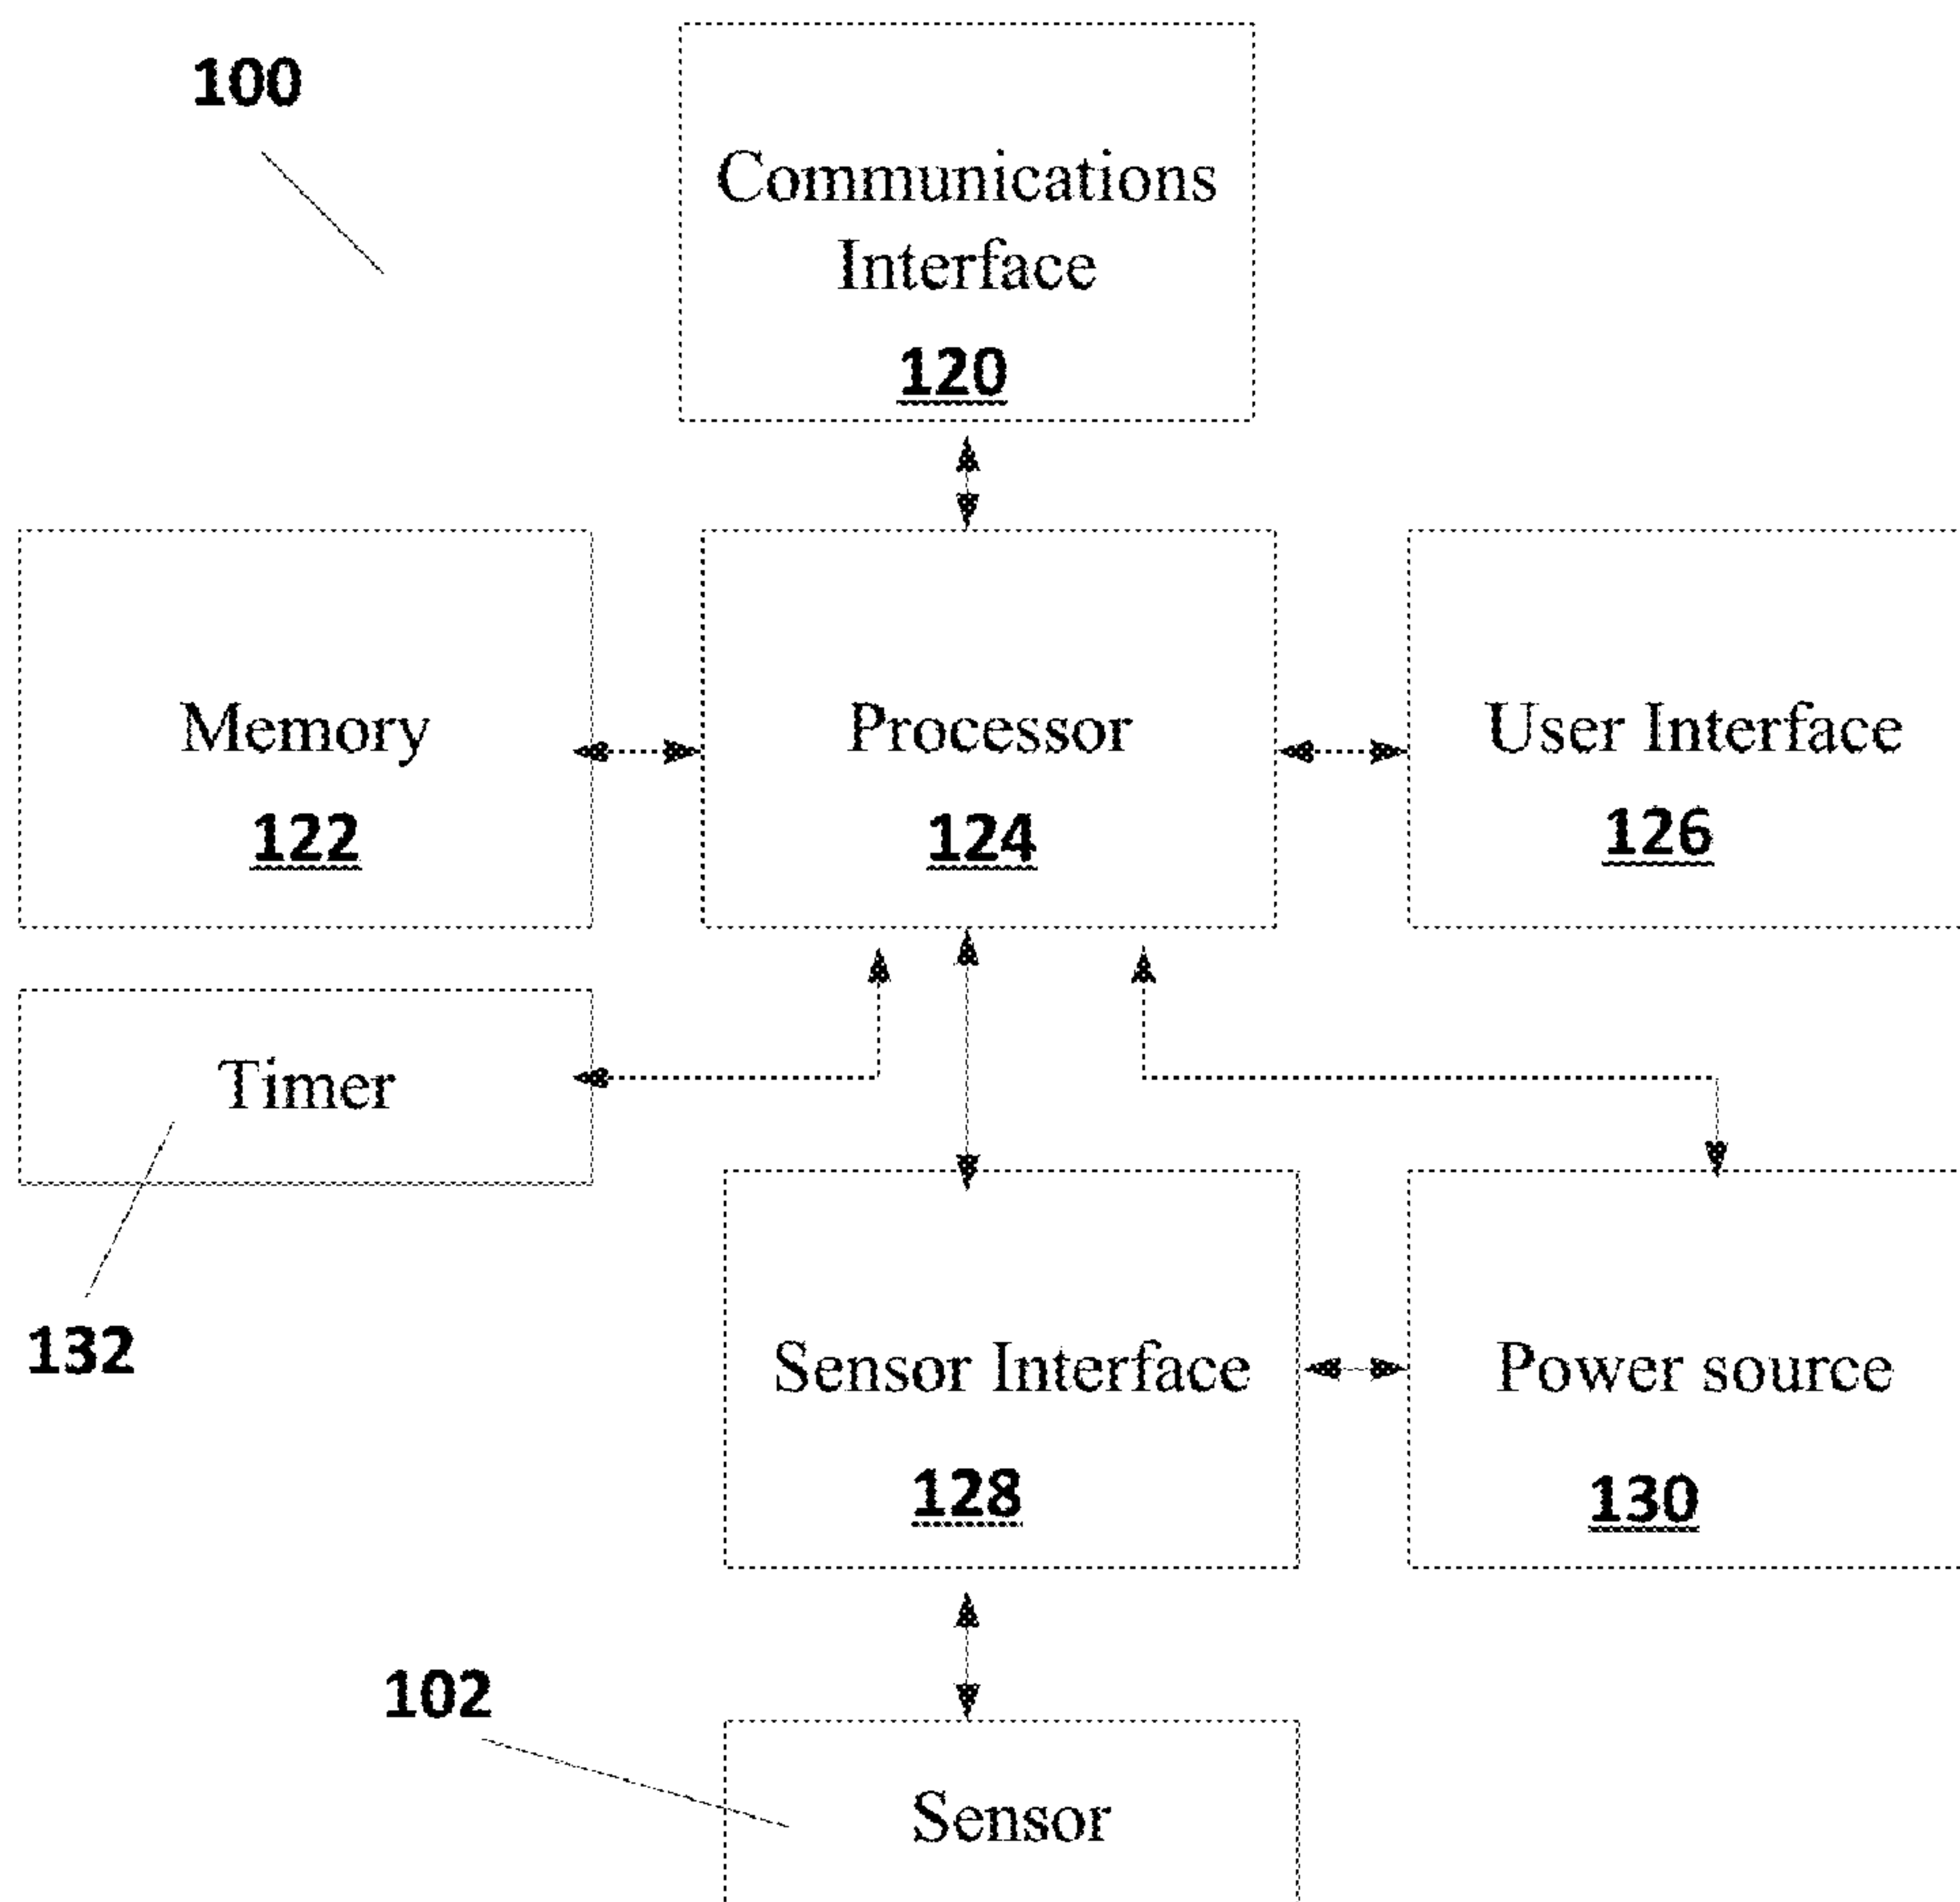 100
Communications
Interface
120
Memory
122
Processor
124
User Interface
126
Timer
132
Sensor Interface
128
Power source
130
102
Sensor